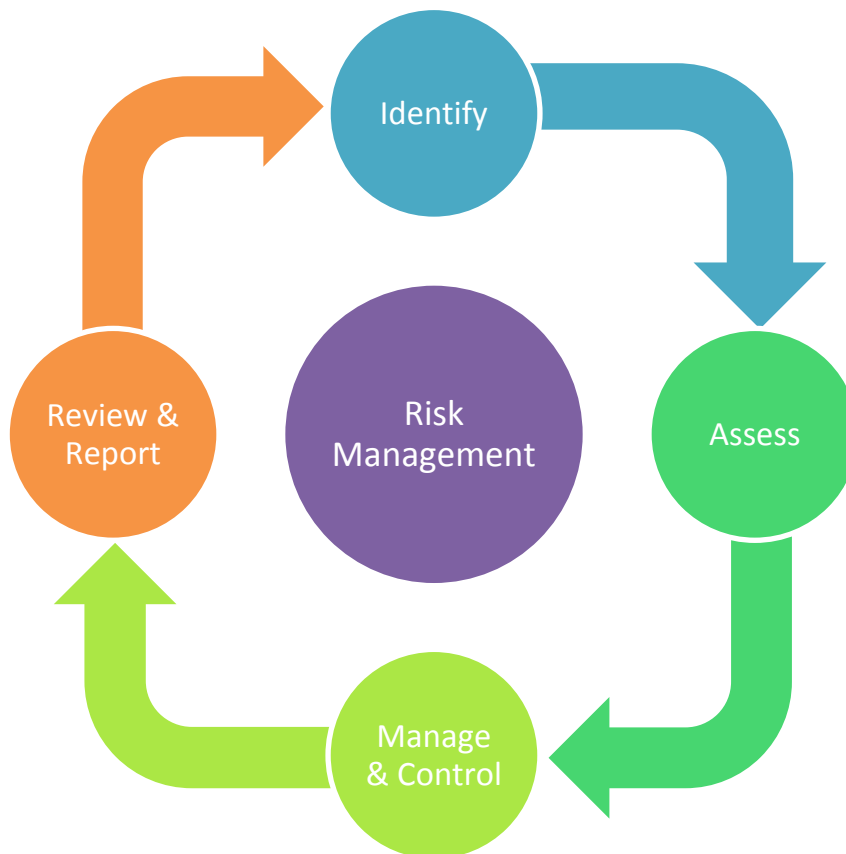 Identify
Review &
Report
Risk
Management
Assess
Manage
& Control